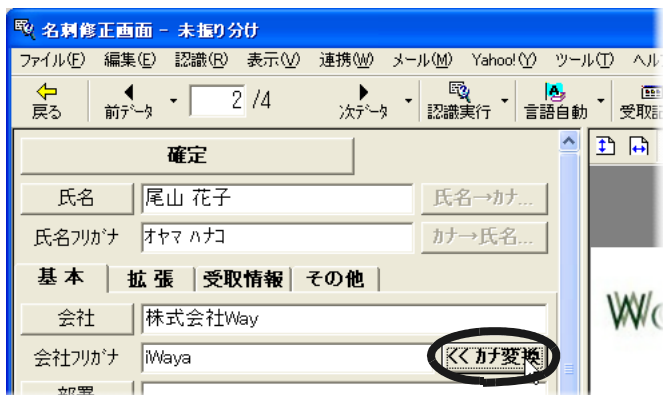 名刺修正画面 - 未振り分け
ファイル(F) 編集(E) 認識(R) 表示(V) 連携(W) メール(M) Yahoo!(Y) ツール(T) ヘル
戻る 前データ 2 /4 次データ 認識実行 言語自動 受取記
確定
氏名 尾山 花子 氏名→カナ...
氏名フリガナ オヤマ ハナコ カナ→氏名...
基本 拡張 受取情報 その他
会社 株式会社Way
会社フリガナ iWaya << カナ変換
部署